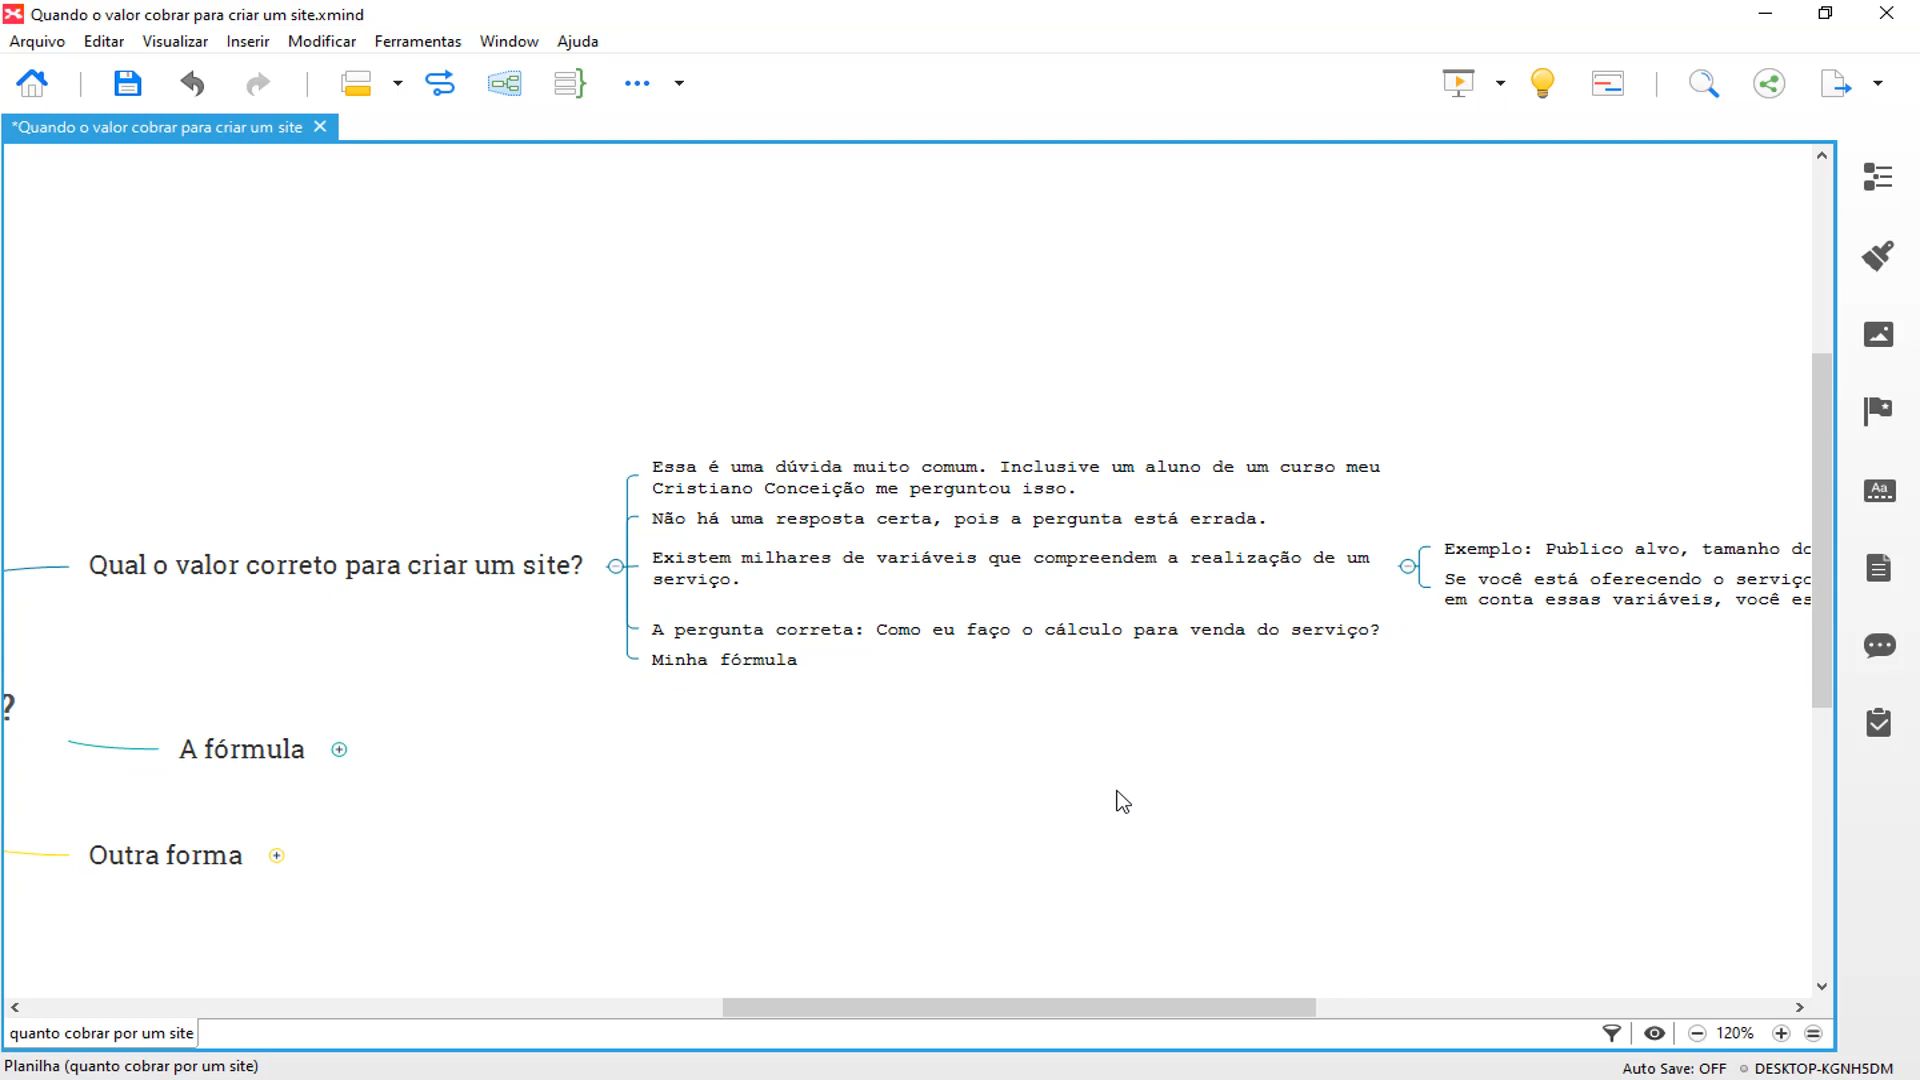 Quando o valor cobrar para criar um site.xmind
Arquivo Editar Visualizar Inserir Modificar Ferramentas Window Ajuda
*Quando o valor cobrar para criar um site
Essa é uma dúvida muito comum. Inclusive um aluno de um curso meu
Cristiano Conceição me perguntou isso.
Não há uma resposta certa, pois a pergunta está errada.
Qual o valor correto para criar um site?
Existem milhares de variáveis que compreendem a realização de um
serviço.
Exemplo: Publico alvo, tamanho do
Se você está oferecendo o serviço
em conta essas variáveis, você es
A pergunta correta: Como eu faço o cálculo para venda do serviço?
Minha fórmula
?
A fórmula
Outra forma
Aa
quanto cobrar por um site
120%
Planilha (quanto cobrar por um site)
Auto Save: OFF
DESKTOP-KGNH5DM